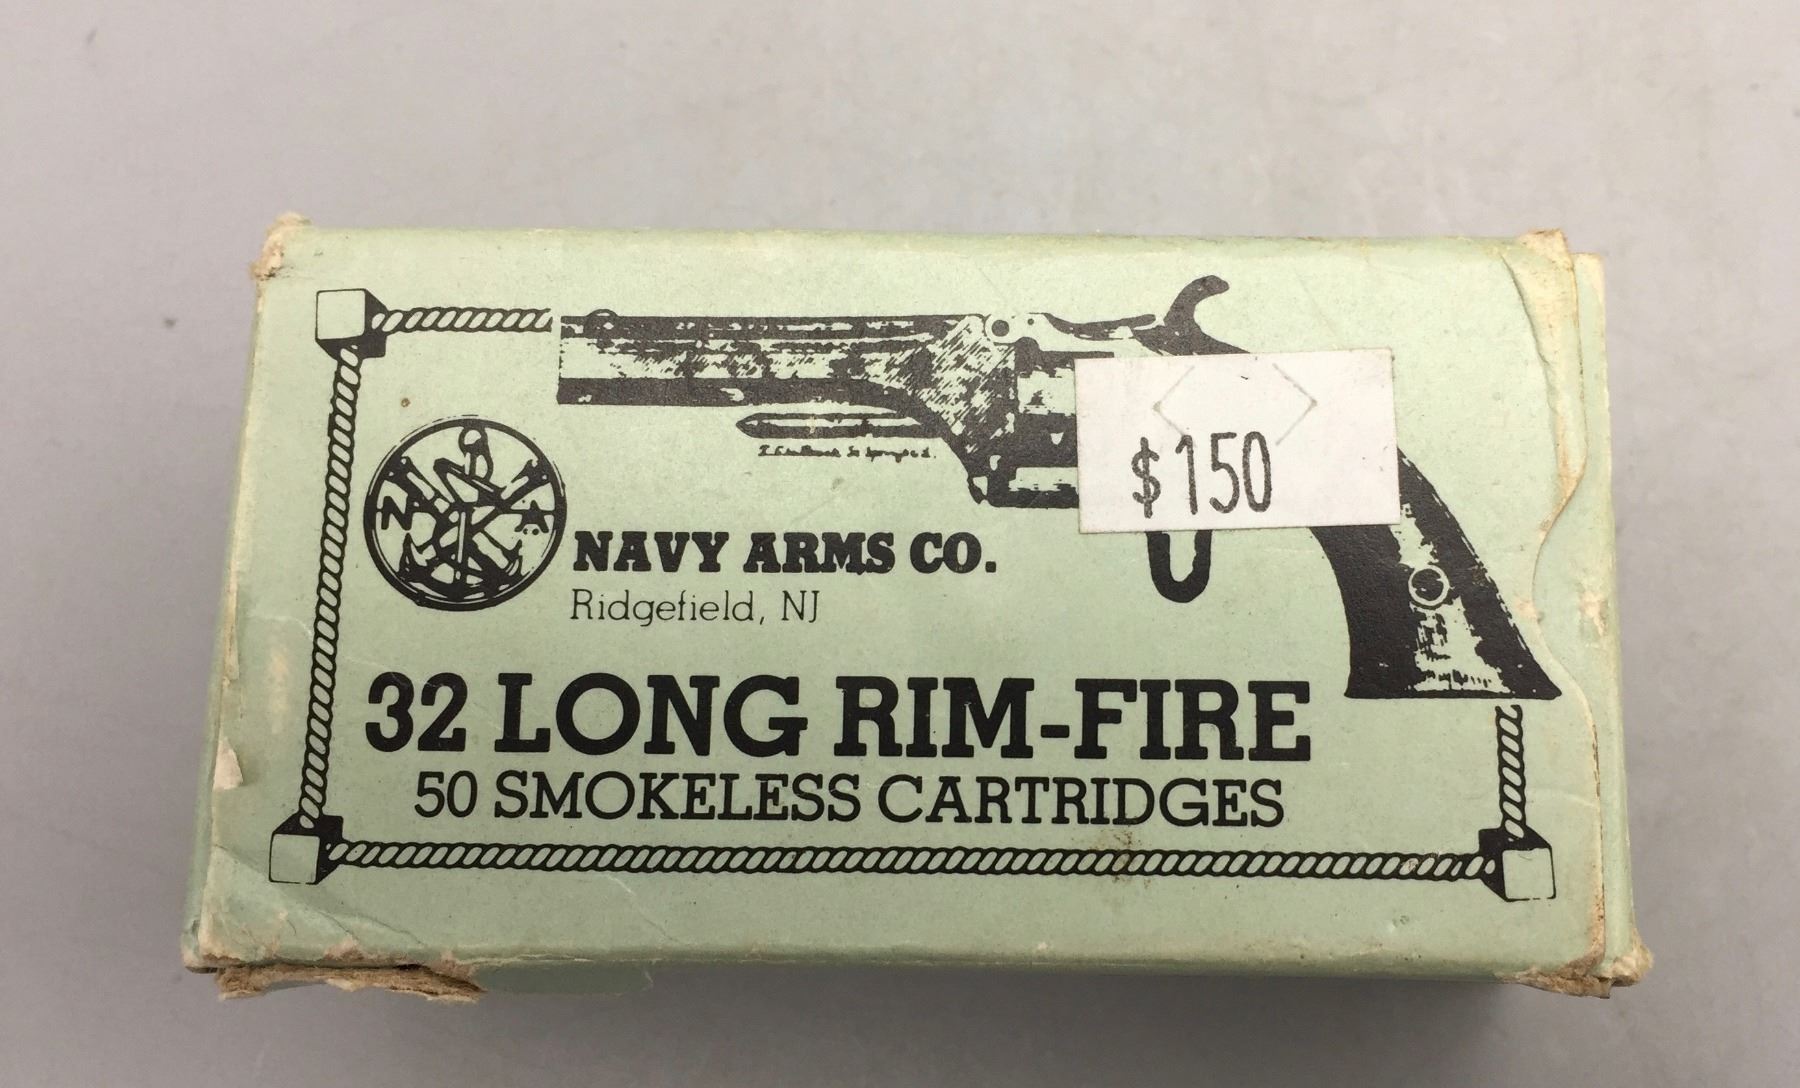 $150
N A
NAVY ARMS CO.
Ridgefield, NJ
32 LONG RIM-FIRE
50 SMOKELESS CARTRIDGES